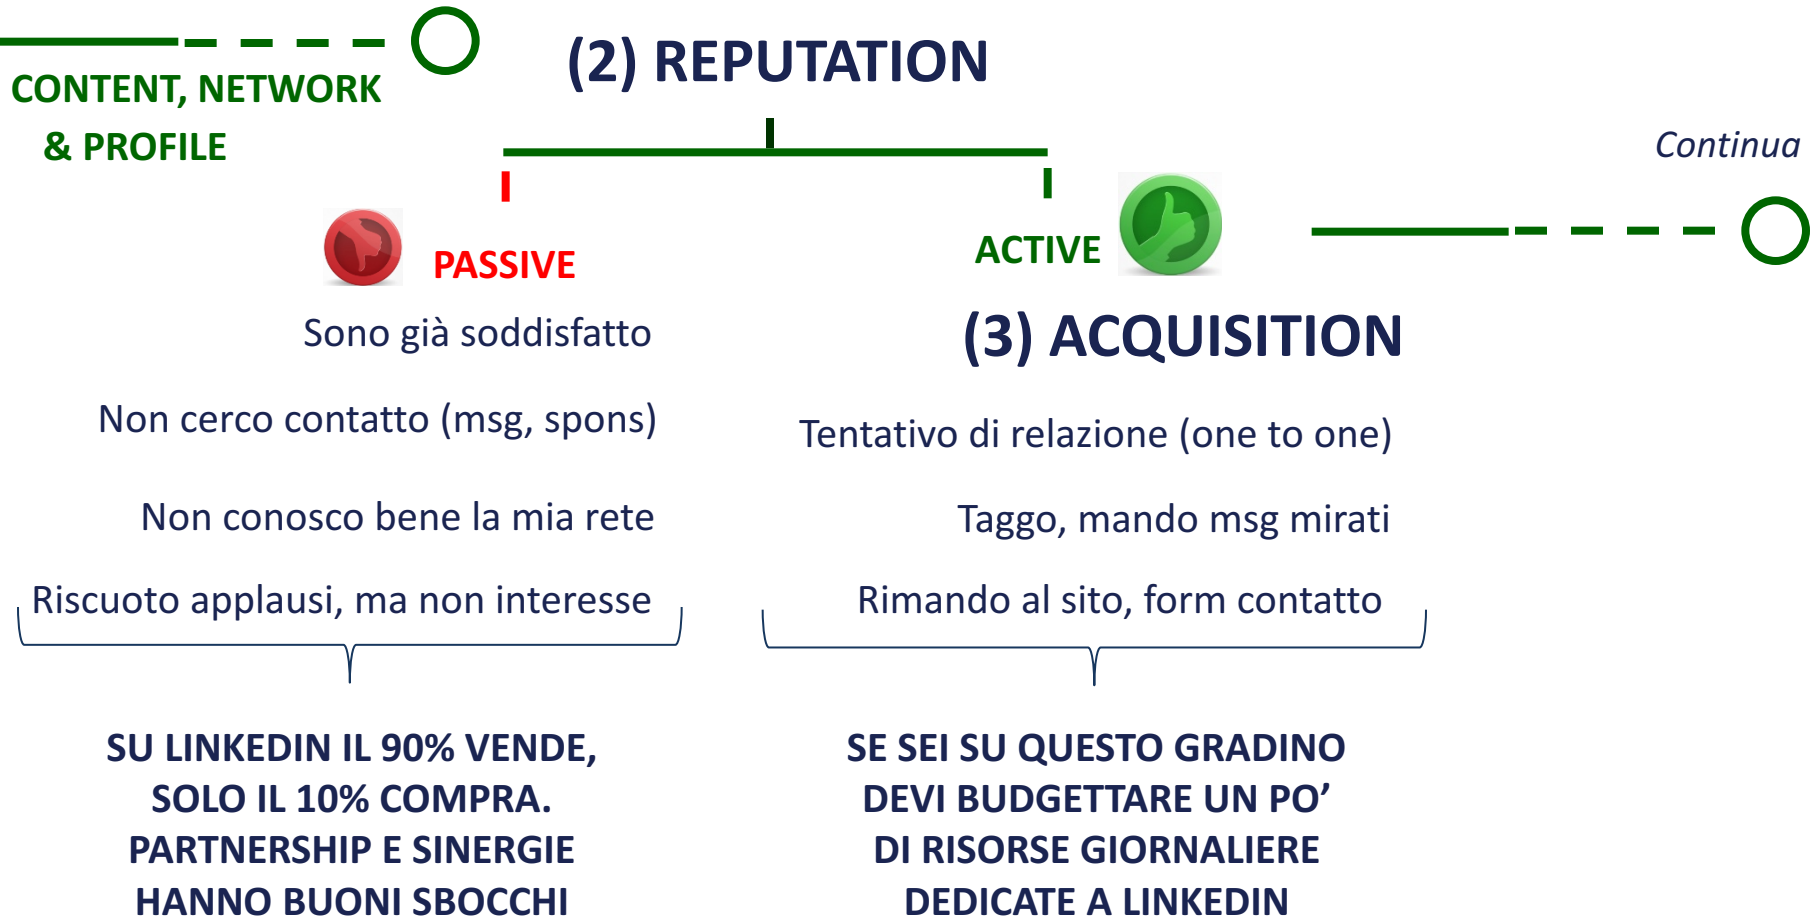 CONTENT, NETWORK
& PROFILE
(2) REPUTATION
Continua
PASSIVE
Sono già soddisfatto
Non cerco contatto (msg, spons)
Non conosco bene la mia rete
Riscuoto applausi, ma non interesse
SU LINKEDIN IL 90% VENDE,
SOLO IL 10% COMPRA.
PARTNERSHIP E SINERGIE
HANNO BUONI SBOCCHI
ACTIVE
(3) ACQUISITION
Tentativo di relazione (one to one)
Taggo, mando msg mirati
Rimando al sito, form contatto
SE SEI SU QUESTO GRADINO
DEVI BUDGETTARE UN PO’
DI RISORSE GIORNALIERE
DEDICATE A LINKEDIN